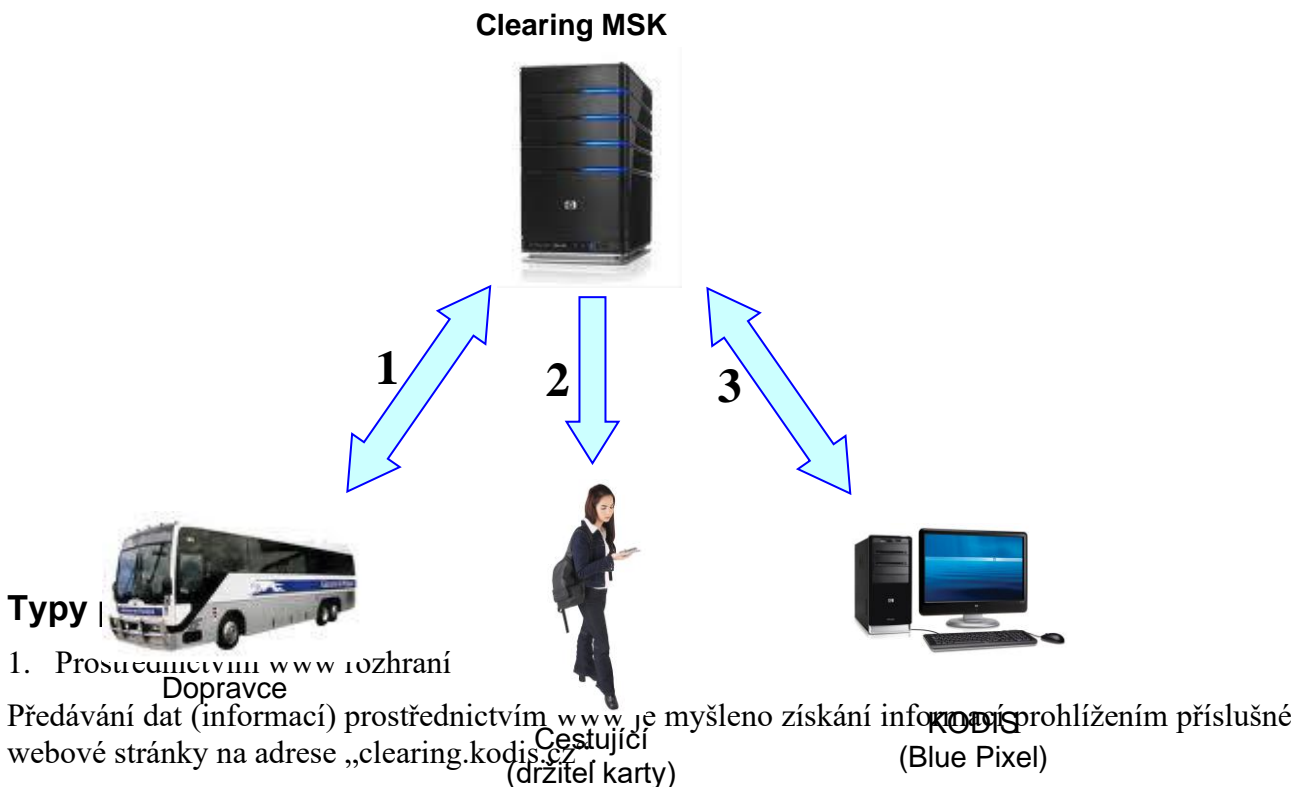 Clearing MSK
1
2
3
Typy
1. Prostřednictvím www rozhraní
Dopravce
Předávání dat (informací) prostřednictvím www je myšleno získání informací prohlížením příslušné
KODIS
webové stránky na adrese „clearing.kodis.cz“.
Cestující
(držitel karty)
(Blue Pixel)